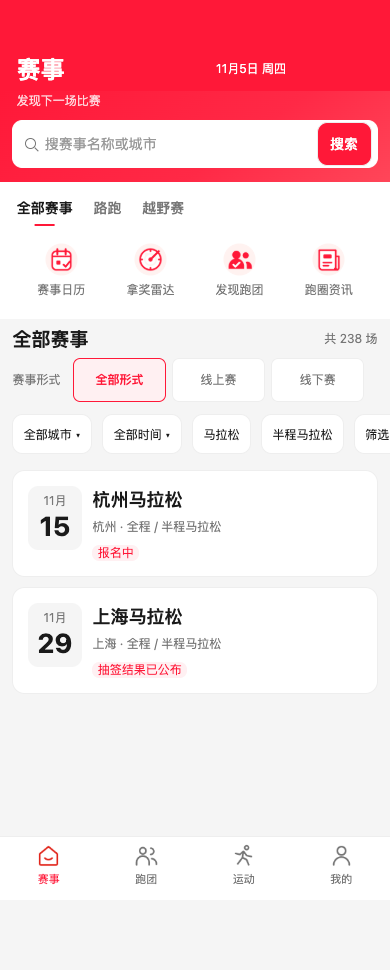 赛事
11月5日 周四
发现下一场比赛
搜赛事名称或城市
搜索
全部赛事 路跑 越野赛
赛事日历 拿奖雷达 发现跑团 跑圈资讯
全部赛事
共 238 场
赛事形式 全部形式 线上赛 线下赛
全部城市 ▾ 全部时间 ▾ 马拉松 半程马拉松 筛选
11月
15
杭州马拉松
杭州 · 全程 / 半程马拉松
报名中
11月
29
上海马拉松
上海 · 全程 / 半程马拉松
抽签结果已公布
赛事 跑团 运动 我的